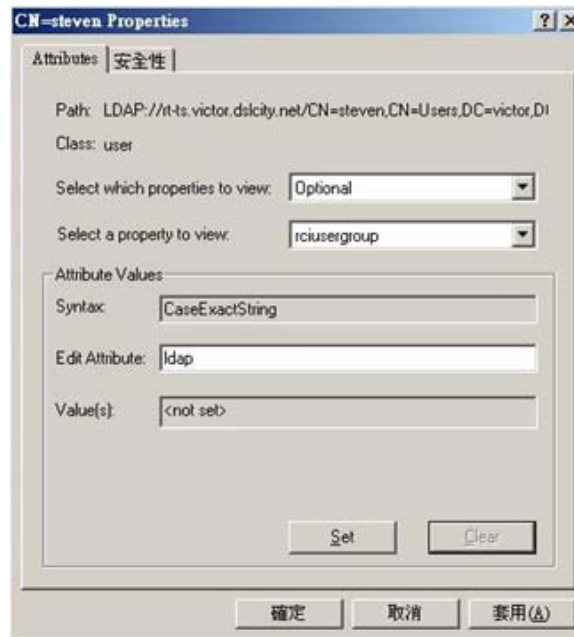 CN=steven Properties
Attributes 安全性
Path: LDAP://rt-ts.victor.dslcity.net/CN=steven,CN=Users,DC=victor,D
Class: user
Select which properties to view: Optional
Select a property to view: rciusergroup
Attribute Values
Syntax: CaseExactString
Edit Attribute: ldap
Value(s): <not set>
Set Clear
確定 取消 套用(A)